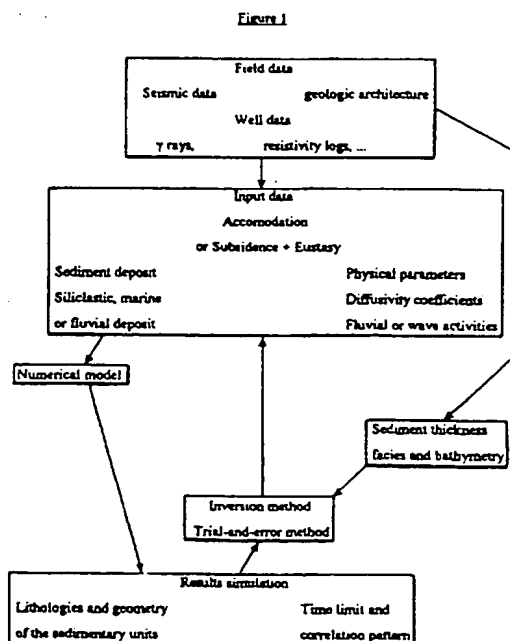 Figure 1
Field data
Seismic data geologic architecture
Well data
γ rays, resistivity logs, ...
Input data
Accomodation
or Subsidence + Eustasy
Sediment deposit Physical parameters
Siliclastic, marine Diffusivity coefficients
or fluvial deposit Fluvial or wave activities
Numerical model
Sediment thickness
facies and bathymetry
Inversion method
Trial-and-error method
Results simulation
Lithologies and geometry Time limit and
of the sedimentary units correlation pattern